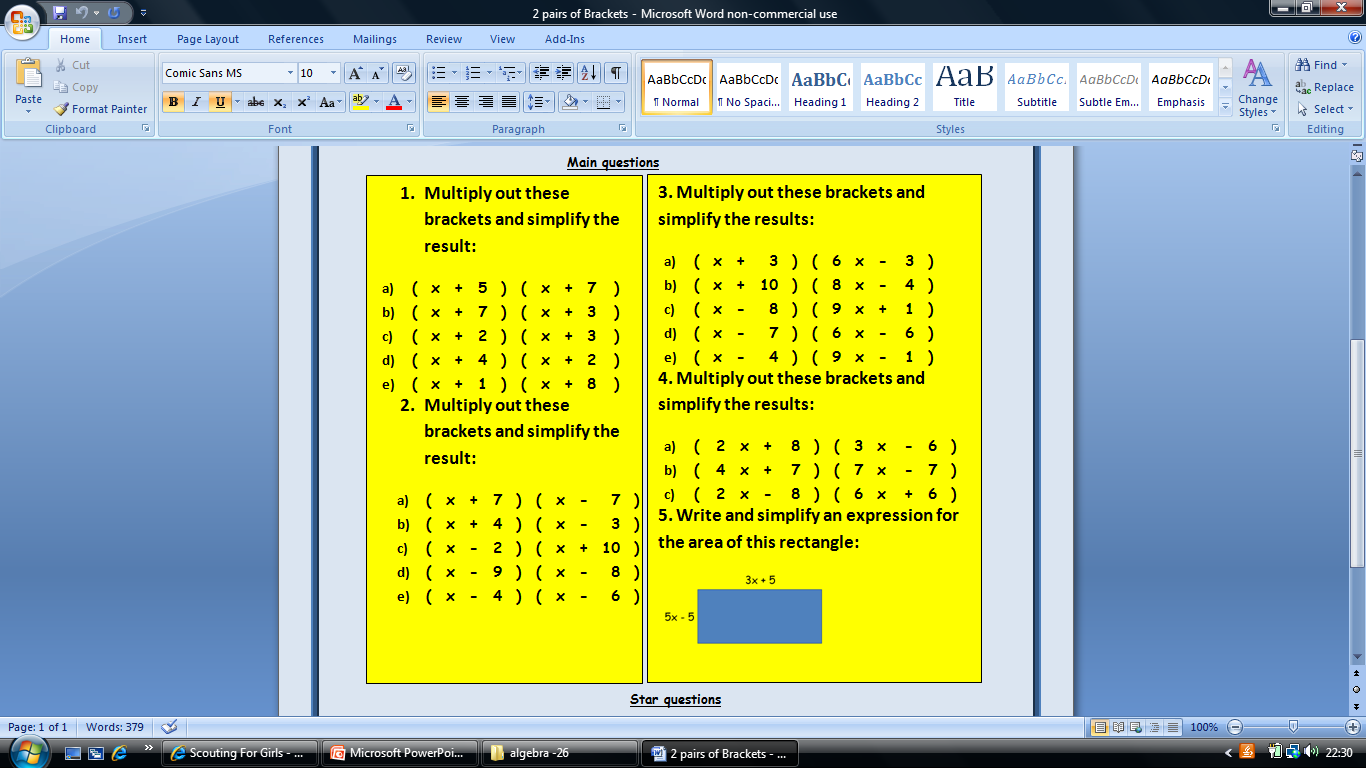 2 pairs of Brackets - Microsoft Word non-commercial use
Home Insert Page Layout References Mailings Review View Add-Ins
Paste
Cut
Copy
Format Painter
Clipboard
Comic Sans MS 10
B I U abc x₂ x² Aa ab A
Font
Paragraph
AaBbCcDc AaBbCcDc AaBbC AaBbCc AaB AaBbCc. AaBbCcDc AaBbCcDc
¶ Normal ¶ No Spaci... Heading 1 Heading 2 Title Subtitle Subtle Em... Emphasis
Change Styles
Styles
Find
Replace
Select
Editing
Main questions
1. Multiply out these
brackets and simplify the
result:
a) ( x + 5 ) ( x + 7 )
b) ( x + 7 ) ( x + 3 )
c) ( x + 2 ) ( x + 3 )
d) ( x + 4 ) ( x + 2 )
e) ( x + 1 ) ( x + 8 )
2. Multiply out these
brackets and simplify the
result:
a) ( x + 7 ) ( x - 7 )
b) ( x + 4 ) ( x - 3 )
c) ( x - 2 ) ( x + 10 )
d) ( x - 9 ) ( x - 8 )
e) ( x - 4 ) ( x - 6 )
3. Multiply out these brackets and
simplify the results:
a) ( x + 3 ) ( 6 x - 3 )
b) ( x + 10 ) ( 8 x - 4 )
c) ( x - 8 ) ( 9 x + 1 )
d) ( x - 7 ) ( 6 x - 6 )
e) ( x - 4 ) ( 9 x - 1 )
4. Multiply out these brackets and
simplify the results:
a) ( 2 x + 8 ) ( 3 x - 6 )
b) ( 4 x + 7 ) ( 7 x - 7 )
c) ( 2 x - 8 ) ( 6 x + 6 )
5. Write and simplify an expression for
the area of this rectangle:
3x + 5
5x - 5
Star questions
Page: 1 of 1 Words: 379 100%
Scouting For Girls - ... Microsoft PowerPoi... algebra -26 2 pairs of Brackets - ... 22:30